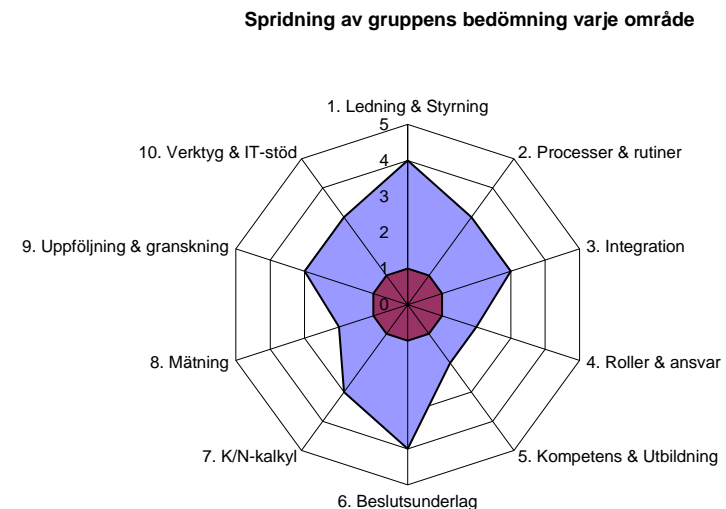 Spridning av gruppens bedömning varje område
1. Ledning & Styrning
5
10. Verktyg & IT-stöd
2. Processer & rutiner
4
3
9. Uppföljning & granskning
3. Integration
2
1
0
8. Mätning
4. Roller & ansvar
7. K/N-kalkyl
5. Kompetens & Utbildning
6. Beslutsunderlag